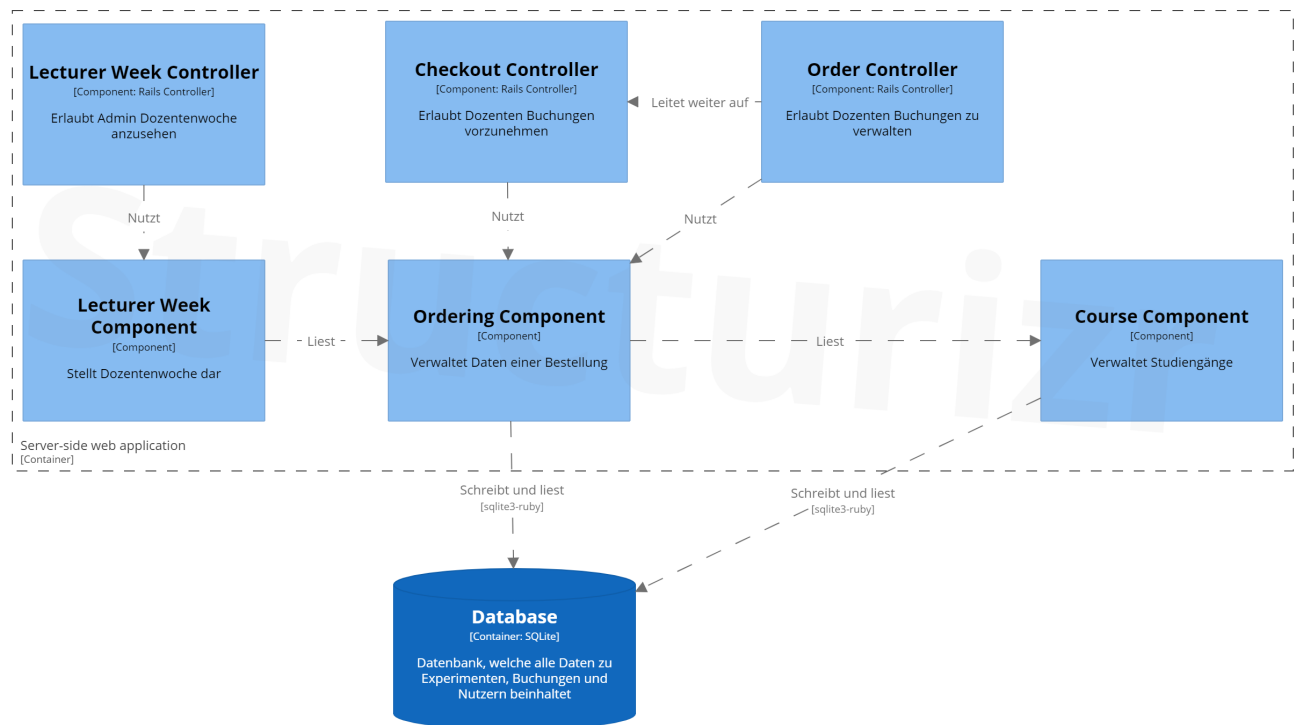 Lecturer Week Controller
[Component: Rails Controller]
Erlaubt Admin Dozentenwoche
anzusehen
Checkout Controller
[Component: Rails Controller]
Erlaubt Dozenten Buchungen
vorzunehmen
Order Controller
[Component: Rails Controller]
Erlaubt Dozenten Buchungen zu
verwalten
Leitet weiter auf
Nutzt
Nutzt
Nutzt
Lecturer Week
Component
[Component]
Stellt Dozentenwoche dar
Liest
Ordering Component
[Component]
Verwaltet Daten einer Bestellung
Liest
Course Component
[Component]
Verwaltet Studiengänge
Structurizr
Server-side web application
[Container]
Schreibt und liest
[sqlite3-ruby]
Schreibt und liest
[sqlite3-ruby]
Database
[Container: SQLite]
Datenbank, welche alle Daten zu
Experimenten, Buchungen und
Nutzern beinhaltet